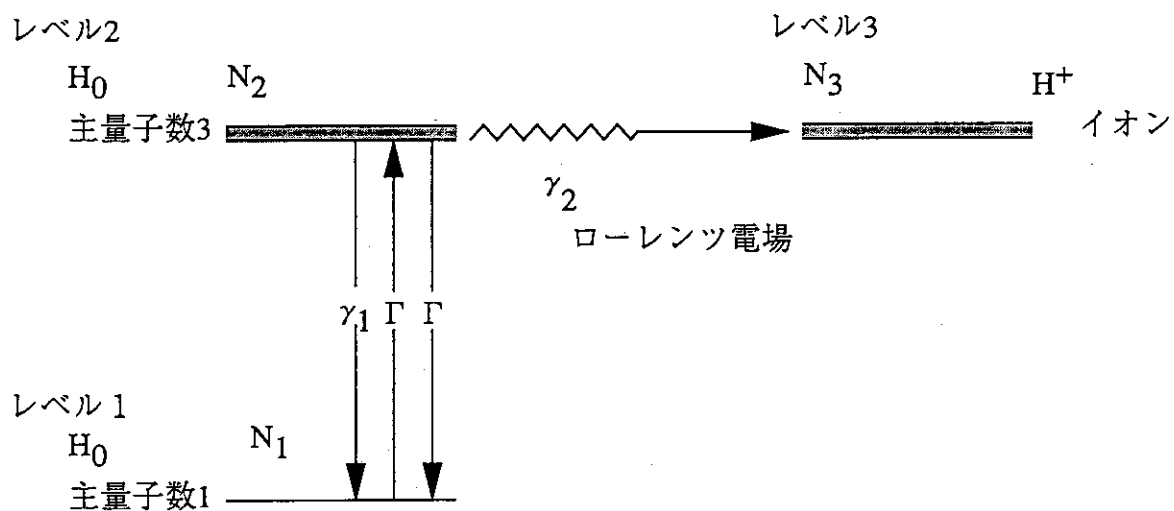 レベル2
レベル3
H0 N2
N3 H+
主量子数3
イオン
γ2
ローレンツ電場
γ1 Γ Γ
レベル1
H0 N1
主量子数1